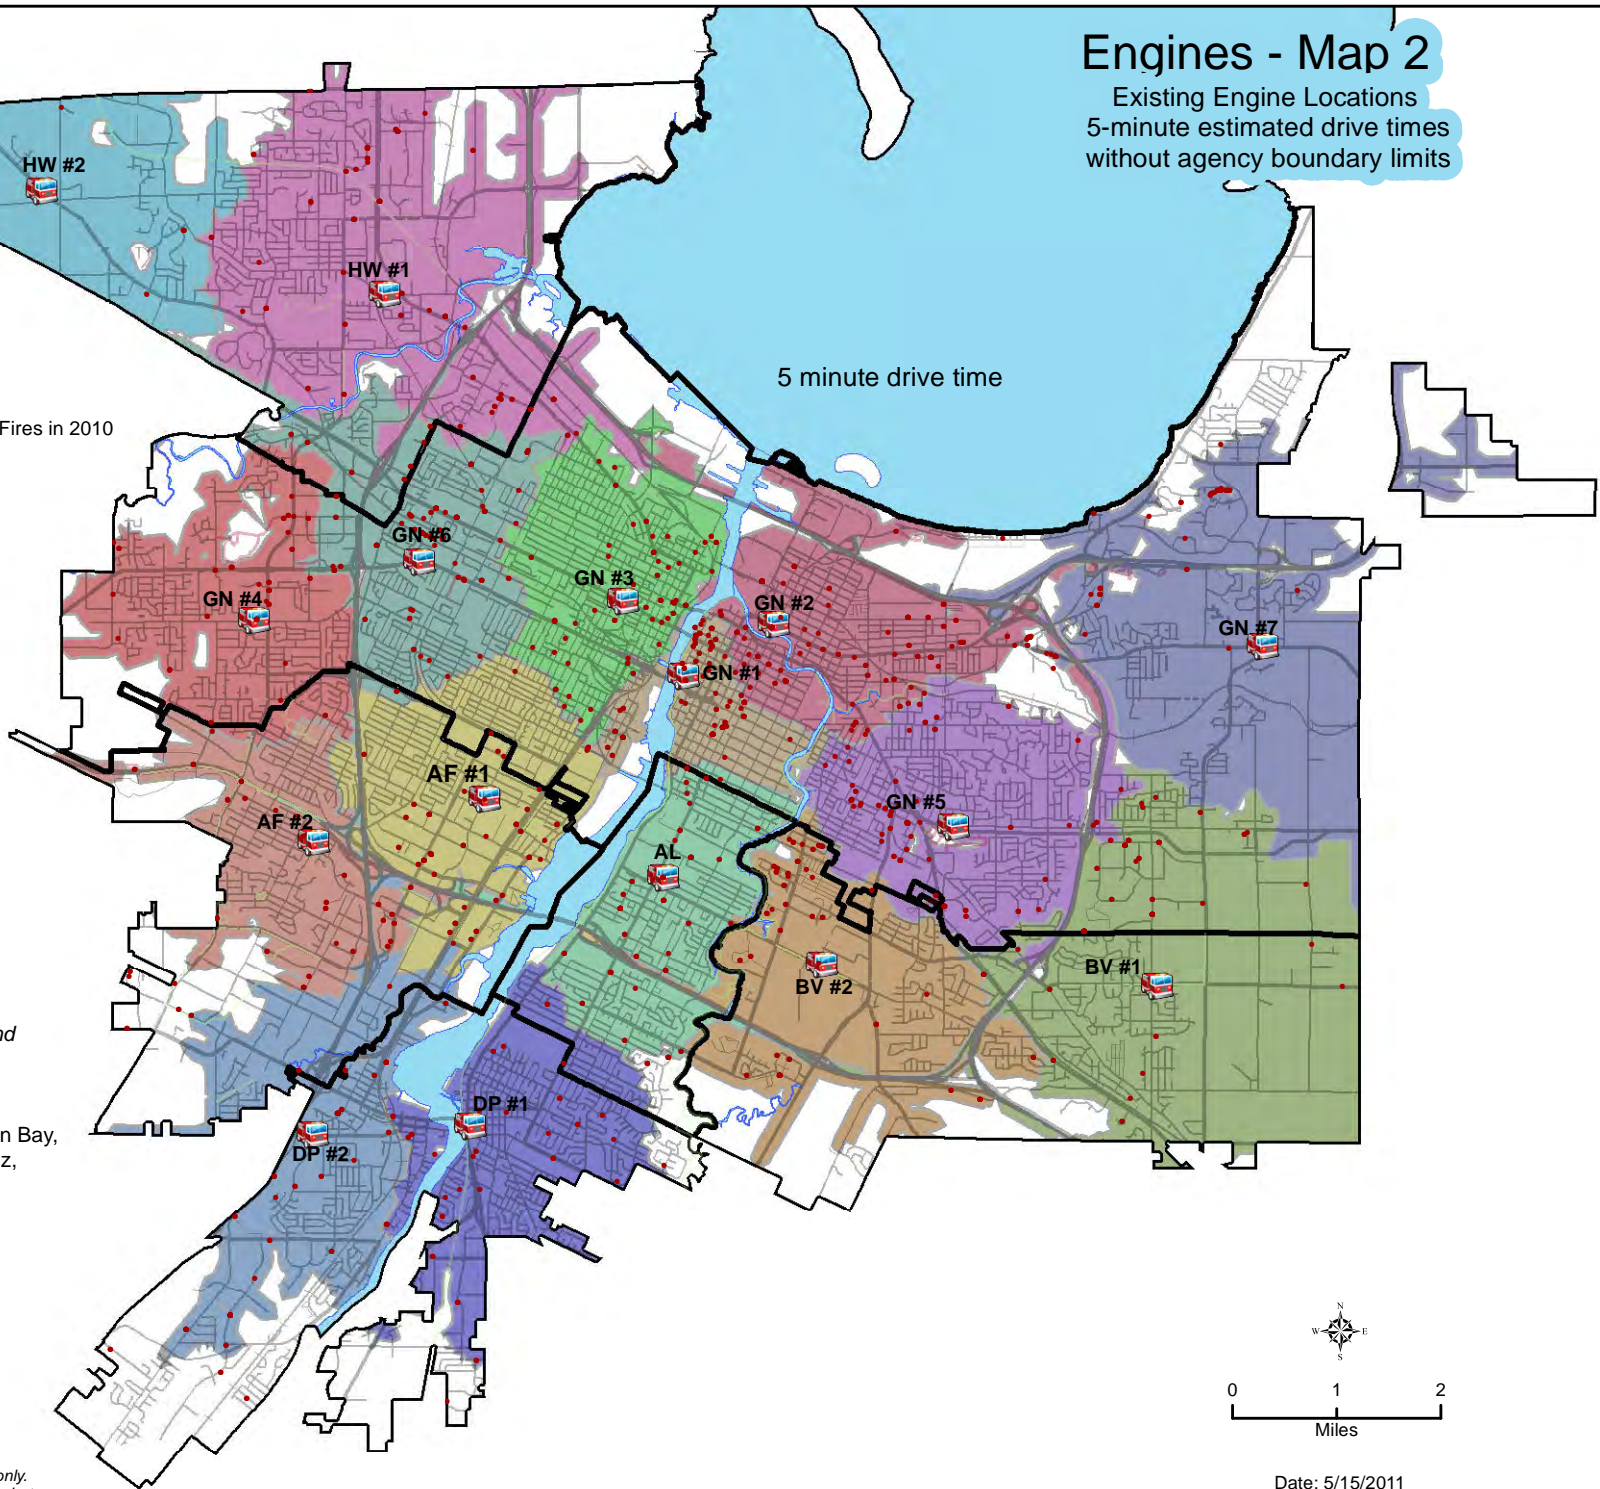 Engines - Map 2
Existing Engine Locations
5-minute estimated drive times
without agency boundary limits
HW #2
HW #1
5 minute drive time
Fires in 2010
GN #6
GN #3
GN #4
GN #2
GN #7
GN #1
AF #1
GN #5
AF #2
AL
BV #1
BV #2
nd
DP #1
n Bay,
DP #2
z,
N
W E
S
0 1 2
Miles
only.
Date: 5/15/2011